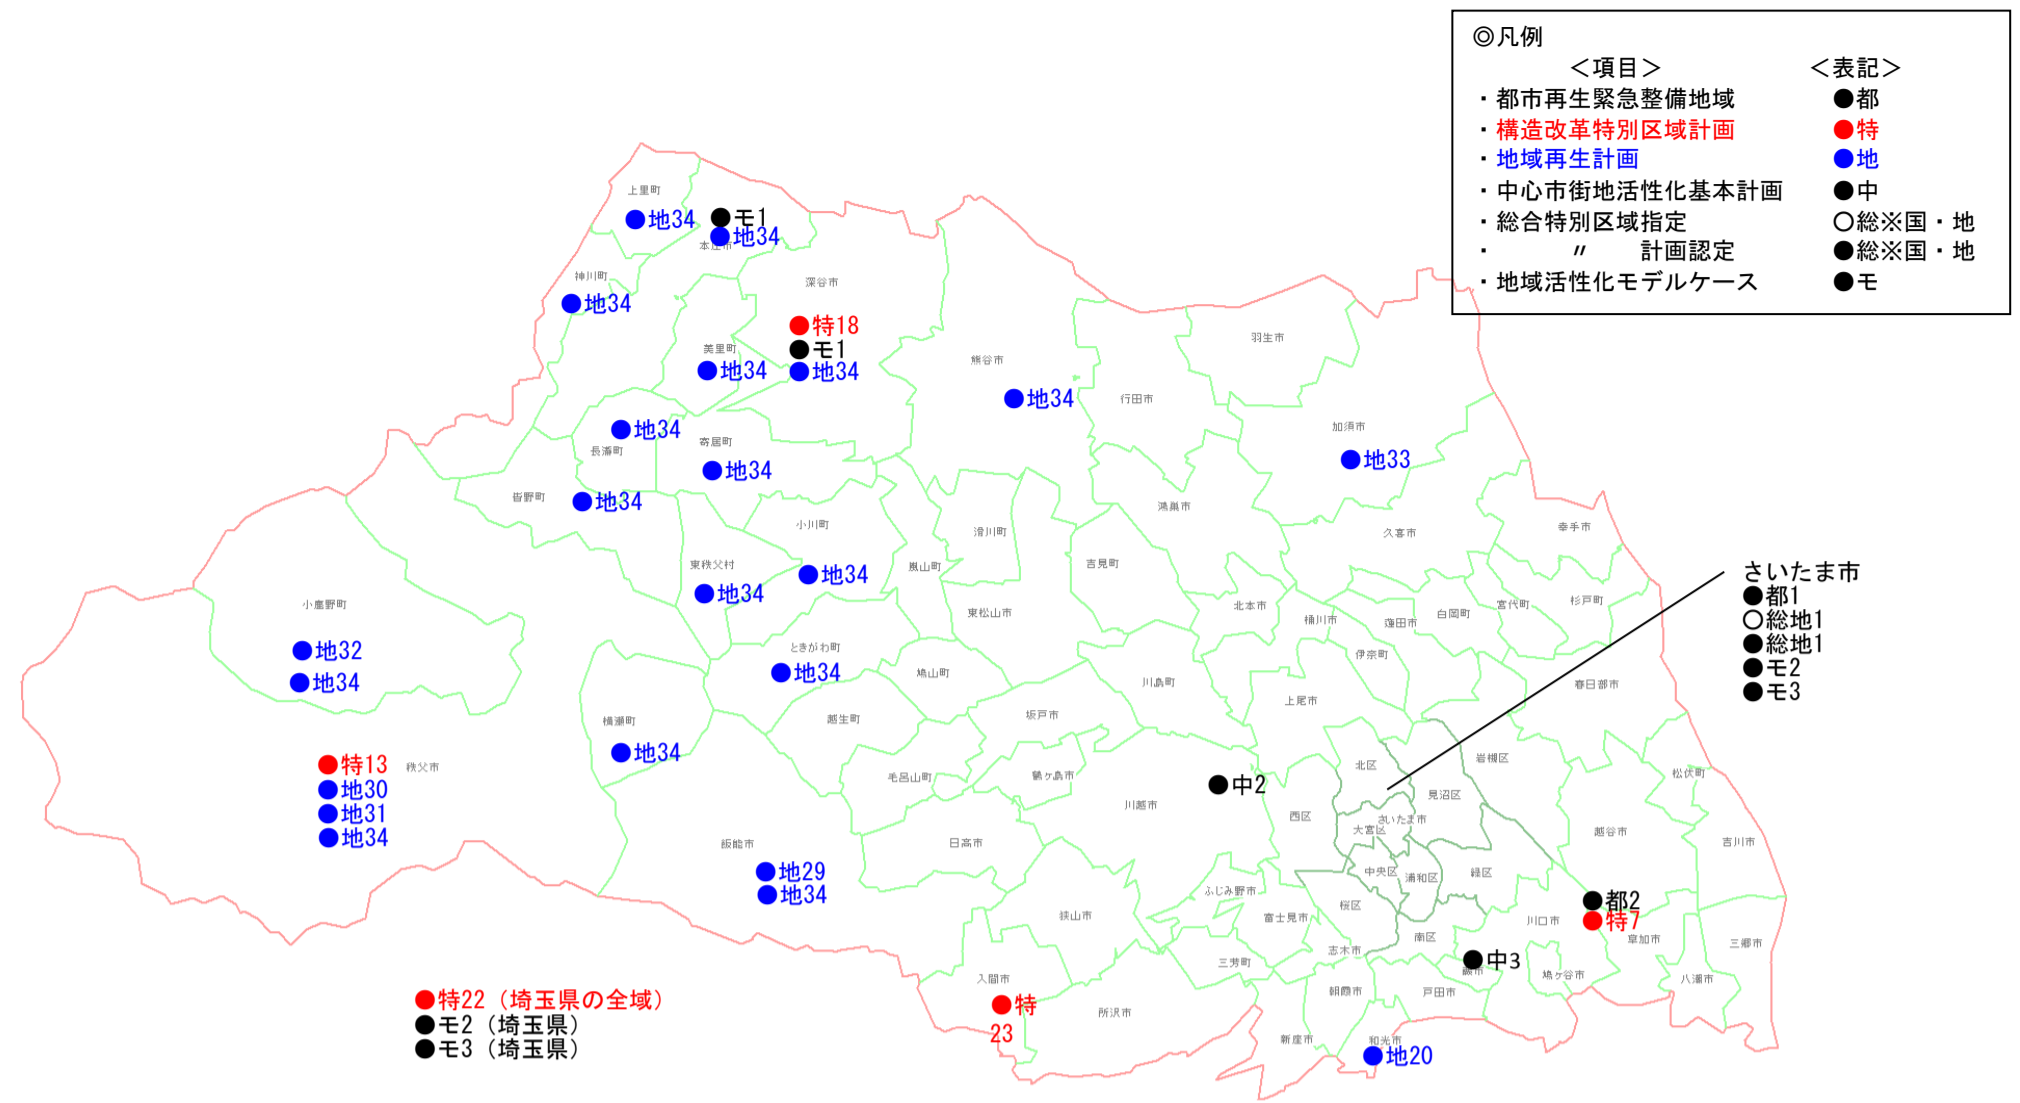 ◎凡例
＜項目＞ ＜表記＞
・都市再生緊急整備地域 ●都
・構造改革特別区域計画 ●特
・地域再生計画 ●地
・中心市街地活性化基本計画 ●中
・総合特別区域指定 ○総※国・地
・ 〃 計画認定 ●総※国・地
・地域活性化モデルケース ●モ
上里町
●地34
●モ1
●地34
本庄市
神川町
●地34
深谷市
●特18
●モ1
●地34
美里町
●地34
熊谷市
●地34
羽生市
行田市
加須市
●地33
●地34
長瀞町
寄居町
●地34
皆野町
●地34
小川町
●地34
滑川町
鴻巣市
久喜市
幸手市
東秩父村
●地34
嵐山町
吉見町
東松山市
北本市
桶川市
蓮田市
白岡町
宮代町
杉戸町
さいたま市
●都1
○総地1
●総地1
●モ2
●モ3
小鹿野町
●地32
●地34
ときがわ町
●地34
鳩山町
川島町
伊奈町
上尾市
春日部市
横瀬町
●地34
越生町
坂戸市
秩父市
●特13
●地30
●地31
●地34
毛呂山町
鶴ヶ島市
川越市
●中2
北区
岩槻区
見沼区
松伏町
西区
大宮区
さいたま市
越谷市
吉川市
飯能市
●地29
●地34
日高市
中央区
浦和区
緑区
ふじみ野市
桜区
狭山市
富士見市
志木市
南区
川口市
●都2
●特7
草加市
三郷市
八潮市
●中3
蕨市
鳩ヶ谷市
三芳町
入間市
●特
23
所沢市
朝霞市
戸田市
新座市
和光市
●地20
●特22（埼玉県の全域）
●モ2（埼玉県）
●モ3（埼玉県）